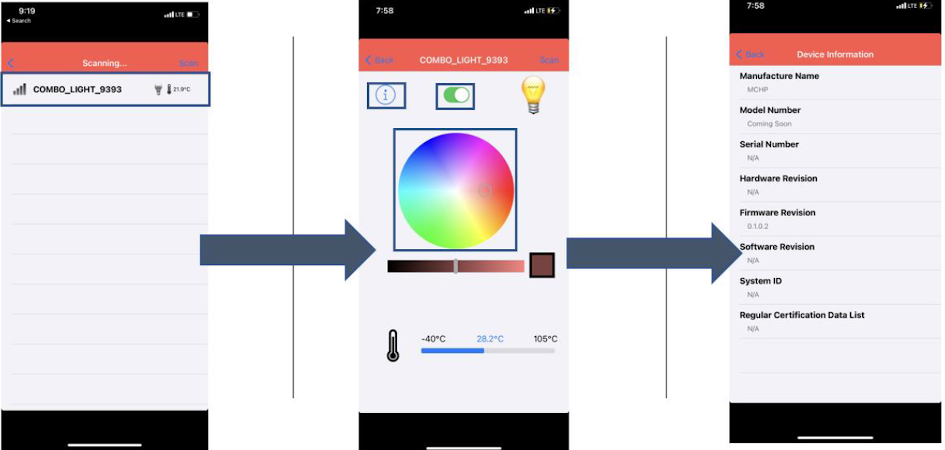 9:19
LTE
Search
Scanning...
Scan
COMBO_LIGHT_9393
21.9°C
7:58
LTE
Back
COMBO_LIGHT_9393
Scan
i
-40°C
28.2°C
105°C
7:58
LTE
Back
Device Information
Manufacture Name
MCHP
Model Number
Coming Soon
Serial Number
N/A
Hardware Revision
N/A
Firmware Revision
0.1.0.2
Software Revision
N/A
System ID
N/A
Regular Certification Data List
N/A